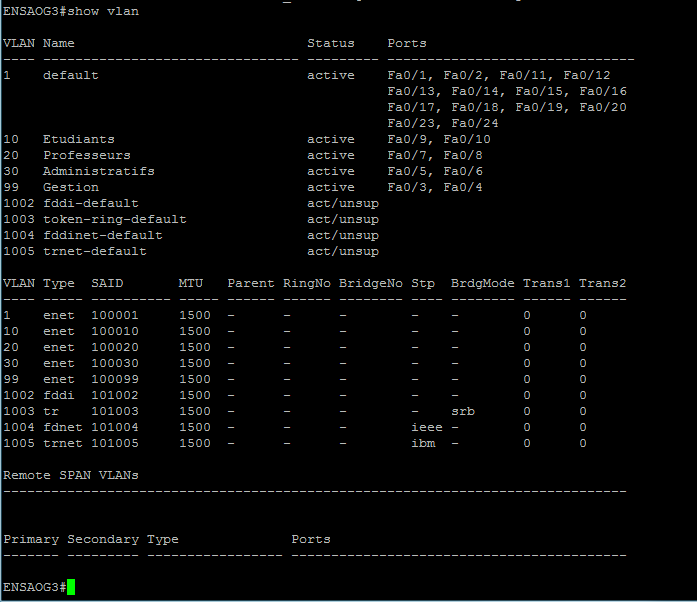 ENSAOG3#show vlan
VLAN Name                             Status    Ports
---- -------------------------------- --------- -------------------------------
1    default                          active    Fa0/1, Fa0/2, Fa0/11, Fa0/12
                                                Fa0/13, Fa0/14, Fa0/15, Fa0/16
                                                Fa0/17, Fa0/18, Fa0/19, Fa0/20
                                                Fa0/23, Fa0/24
10   Etudiants                        active    Fa0/9, Fa0/10
20   Professeurs                      active    Fa0/7, Fa0/8
30   Administratifs                   active    Fa0/5, Fa0/6
99   Gestion                          active    Fa0/3, Fa0/4
1002 fddi-default                     act/unsup
1003 token-ring-default               act/unsup
1004 fddinet-default                  act/unsup
1005 trnet-default                    act/unsup
VLAN Type  SAID       MTU   Parent RingNo BridgeNo Stp  BrdgMode Trans1 Trans2
---- ----- ---------- ----- ------ ------ -------- ---- -------- ------ ------
1    enet  100001     1500  -      -      -        -    -        0      0
10   enet  100010     1500  -      -      -        -    -        0      0
20   enet  100020     1500  -      -      -        -    -        0      0
30   enet  100030     1500  -      -      -        -    -        0      0
99   enet  100099     1500  -      -      -        -    -        0      0
1002 fddi  101002     1500  -      -      -        -    -        0      0
1003 tr    101003     1500  -      -      -        -    srb      0      0
1004 fdnet 101004     1500  -      -      -        ieee -        0      0
1005 trnet 101005     1500  -      -      -        ibm  -        0      0
Remote SPAN VLANs
------------------------------------------------------------------------------
Primary Secondary Type              Ports
------- --------- ----------------- ------------------------------------------
ENSAOG3#